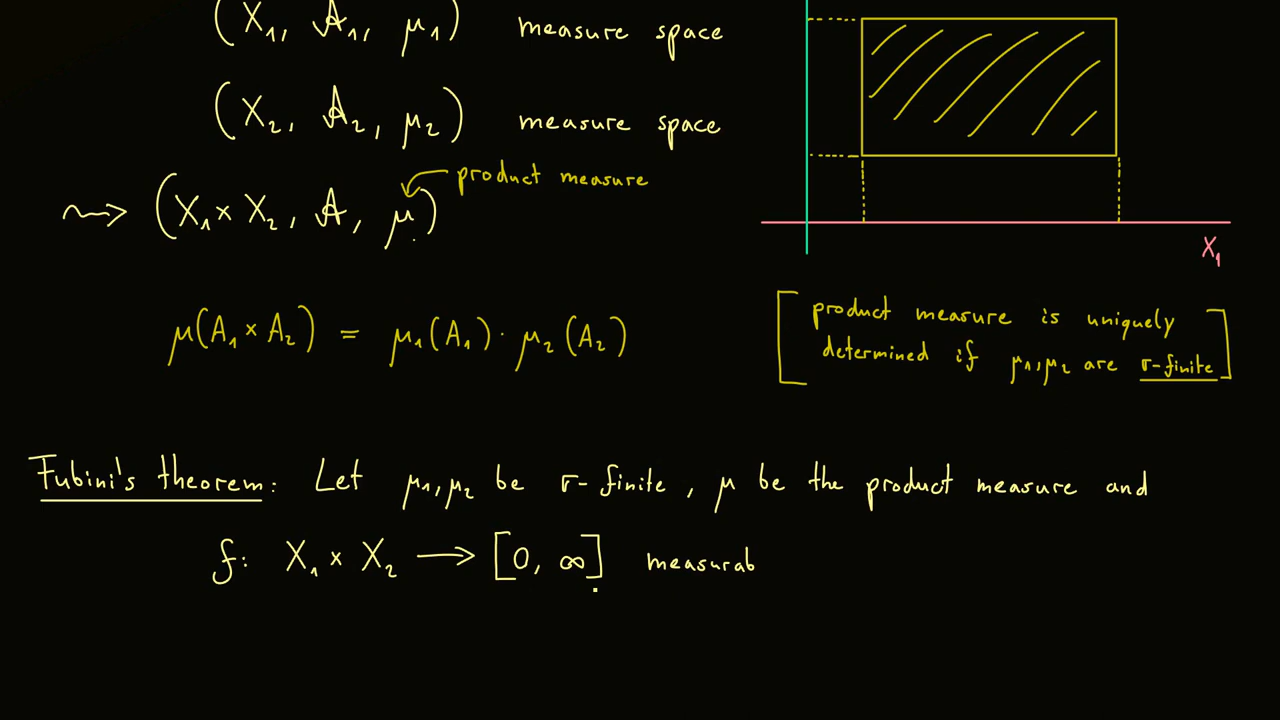 (X₁, 𝒜₁, μ₁) measure space
(X₂, 𝒜₂, μ₂) measure space
product measure
⇝ (X₁ × X₂, 𝒜, μ)
X₁
μ(A₁ × A₂) = μ₁(A₁) · μ₂(A₂)
[product measure is uniquely
determined if μ₁,μ₂ are σ-finite]
Fubini's theorem: Let μ₁,μ₂ be σ-finite, μ be the product measure and
f: X₁ × X₂ ⟶ [0, ∞] measurab